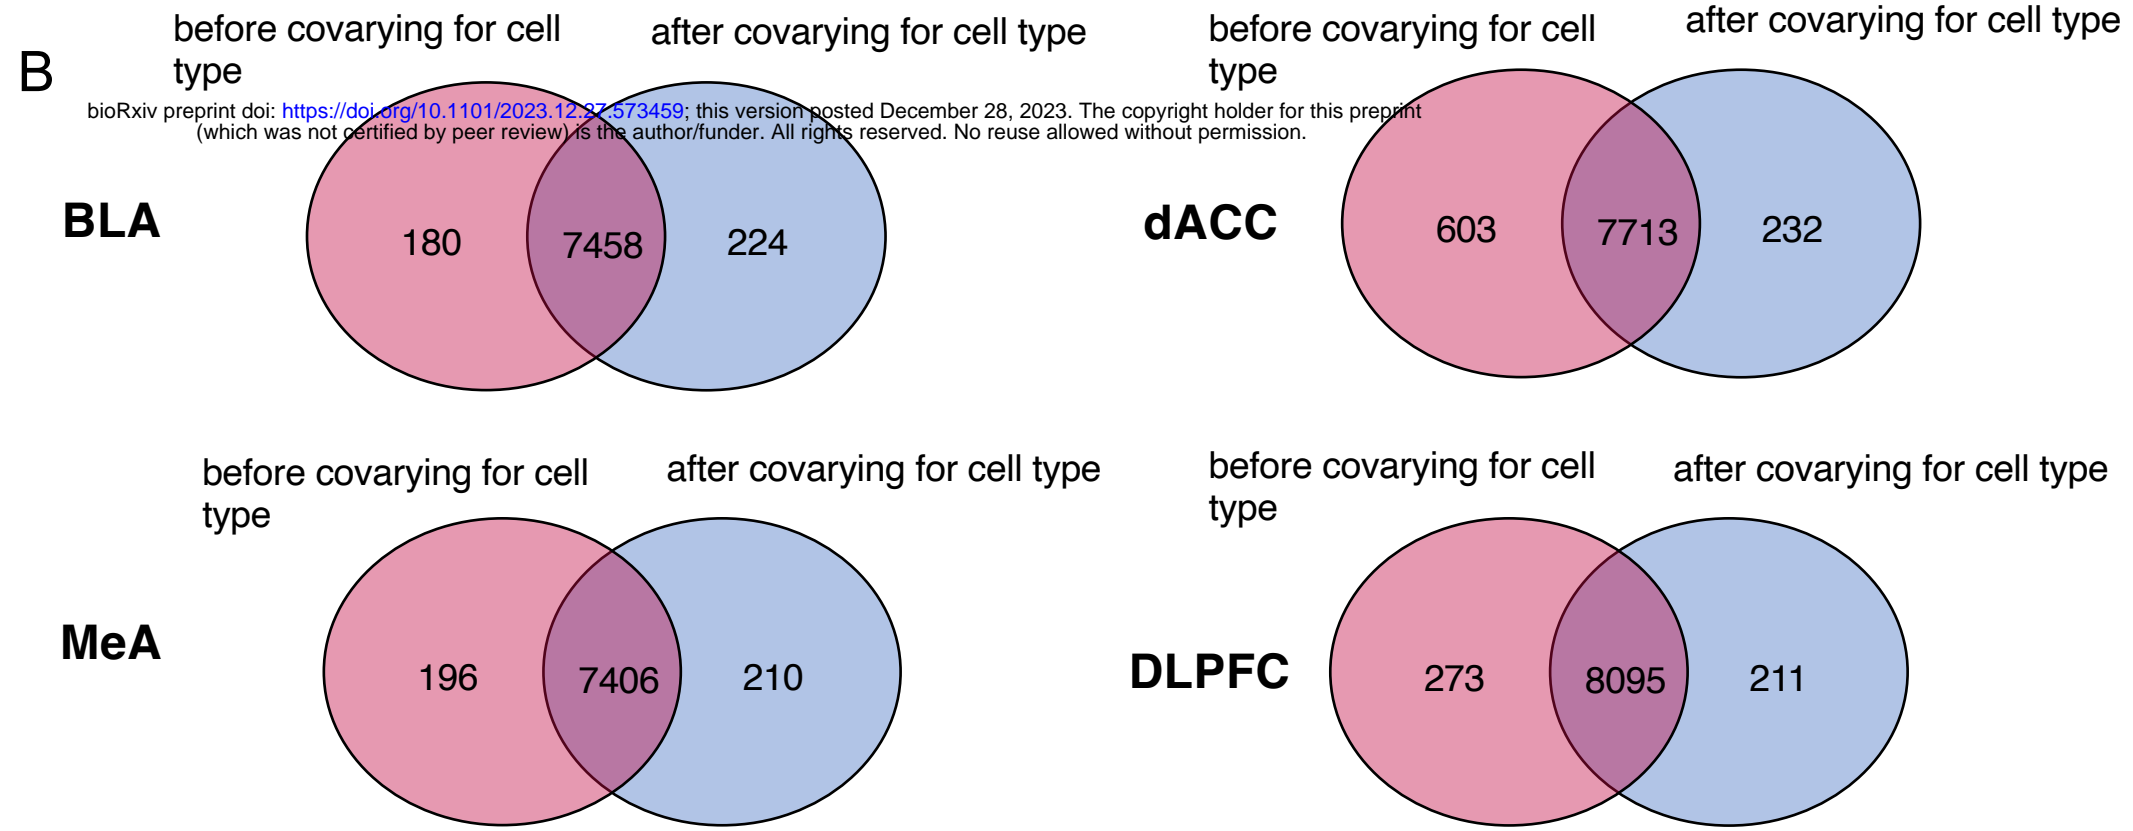 B
before covarying for cell
type
after covarying for cell type
bioRxiv preprint doi: https://doi.org/10.1101/2023.12.27.573459; this version posted December 28, 2023. The copyright holder for this preprint
(which was not certified by peer review) is the author/funder. All rights reserved. No reuse allowed without permission.
BLA
180
7458
224
before covarying for cell
type
after covarying for cell type
dACC
603
7713
232
before covarying for cell
type
after covarying for cell type
MeA
196
7406
210
before covarying for cell
type
after covarying for cell type
DLPFC
273
8095
211